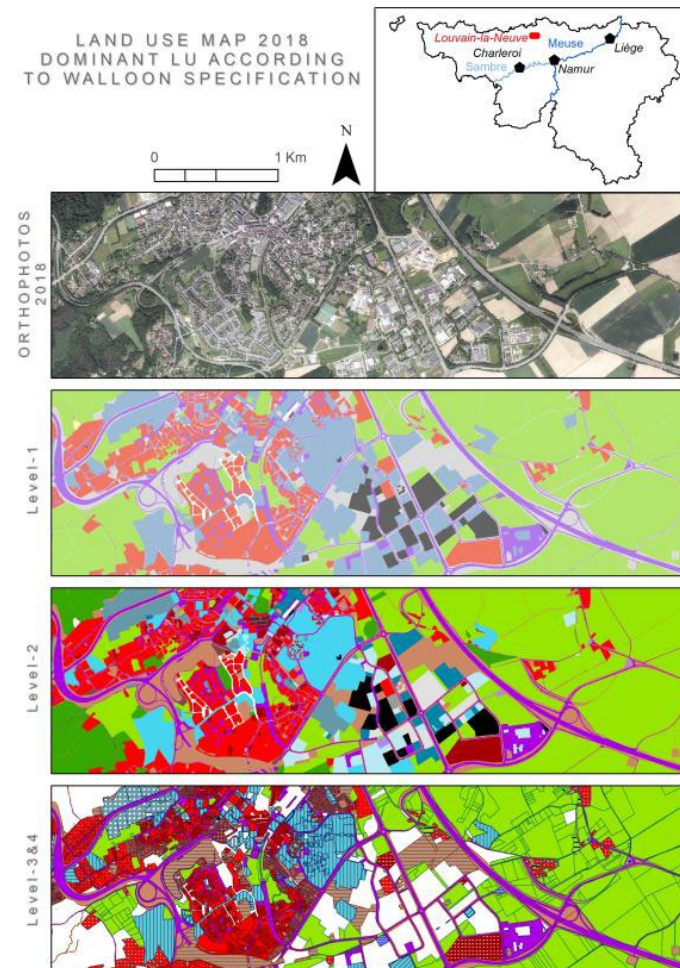 LAND USE MAP 2018
DOMINANT LU ACCORDING
TO WALLOON SPECIFICATION
Louvain-la-Neuve
Meuse
Liège
Charleroi
Sambre
Namur
N
0 1 Km
ORTHOPHOTOS
2018
Level-1
Level-2
Level-3&4